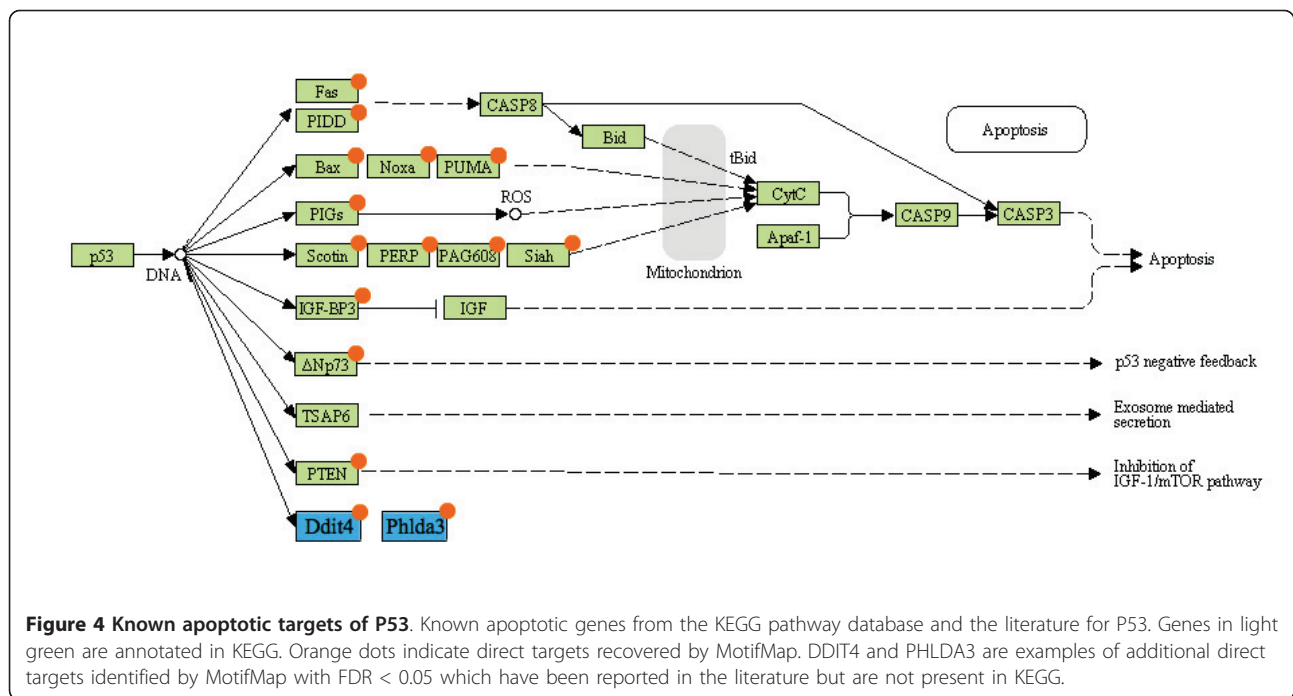 Fas
PIDD
CASP8
Bid
Apoptosis
Bax Noxa PUMA
tBid
PIGs
ROS
CytC
CASP9 CASP3
p53
DNA
Scotin PERP PAG608 Siah
Apaf-1
Mitochondrion
Apoptosis
IGF-BP3 IGF
ΔNp73
p53 negative feedback
TSAP6
Exosome mediated
secretion
PTEN
Inhibition of
IGF-1/mTOR pathway
Ddit4 Phlda3
Figure 4 Known apoptotic targets of P53. Known apoptotic genes from the KEGG pathway database and the literature for P53. Genes in light
green are annotated in KEGG. Orange dots indicate direct targets recovered by MotifMap. DDIT4 and PHLDA3 are examples of additional direct
targets identified by MotifMap with FDR < 0.05 which have been reported in the literature but are not present in KEGG.